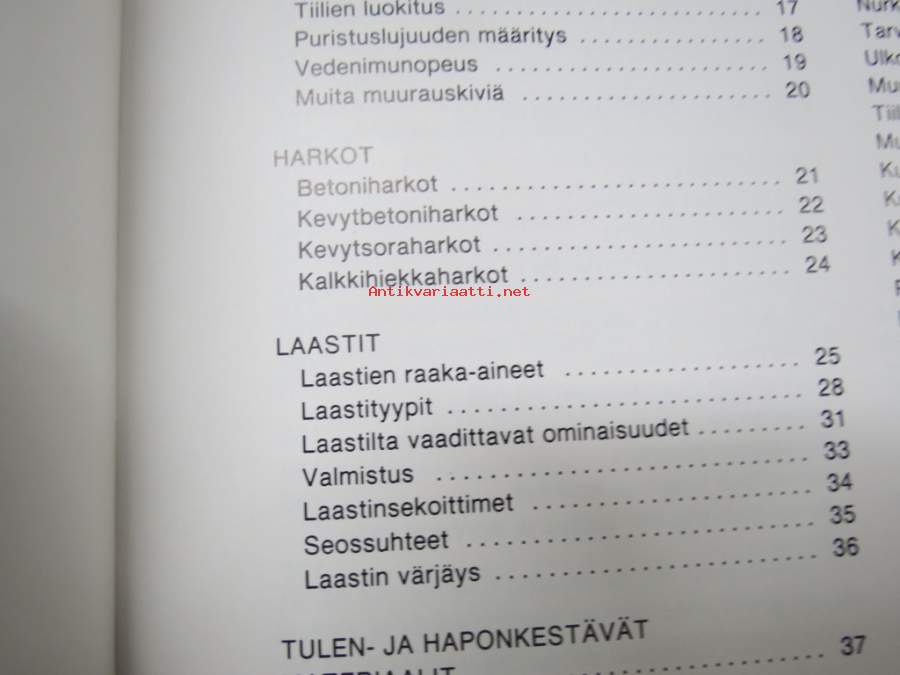 Tiilien luokitus .......................... 17
Puristuslujuuden määritys ............... 18
Vedenimunopeus ...................... 19
Muita muurauskiviä .................... 20
HARKOT
Betoniharkot .......................... 21
Kevytbetoniharkot ..................... 22
Kevytsoraharkot ....................... 23
Kalkkihiekkaharkot ..................... 24
Antikvariaatti.net
LAASTIT
Laastien raaka-aineet ................... 25
Laastityypit ............................ 28
Laastilta vaadittavat ominaisuudet ......... 31
Valmistus .............................. 33
Laastinsekoittimet ...................... 34
Seossuhteet ........................... 35
Laastin värjäys ......................... 36
TULEN- JA HAPONKESTÄVÄT
................... 37